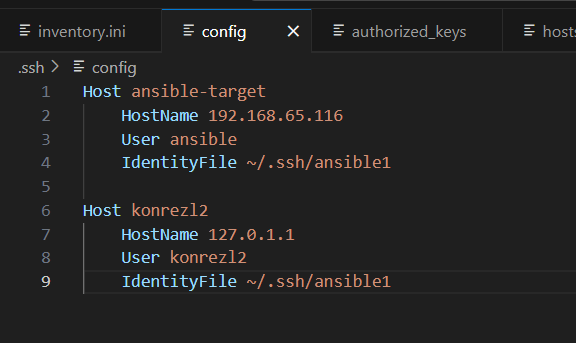 inventory.ini config × authorized_keys hosts
.ssh > config
1 Host ansible-target
2 HostName 192.168.65.116
3 User ansible
4 IdentityFile ~/.ssh/ansible1
5
6 Host konrezl2
7 HostName 127.0.1.1
8 User konrezl2
9 IdentityFile ~/.ssh/ansible1